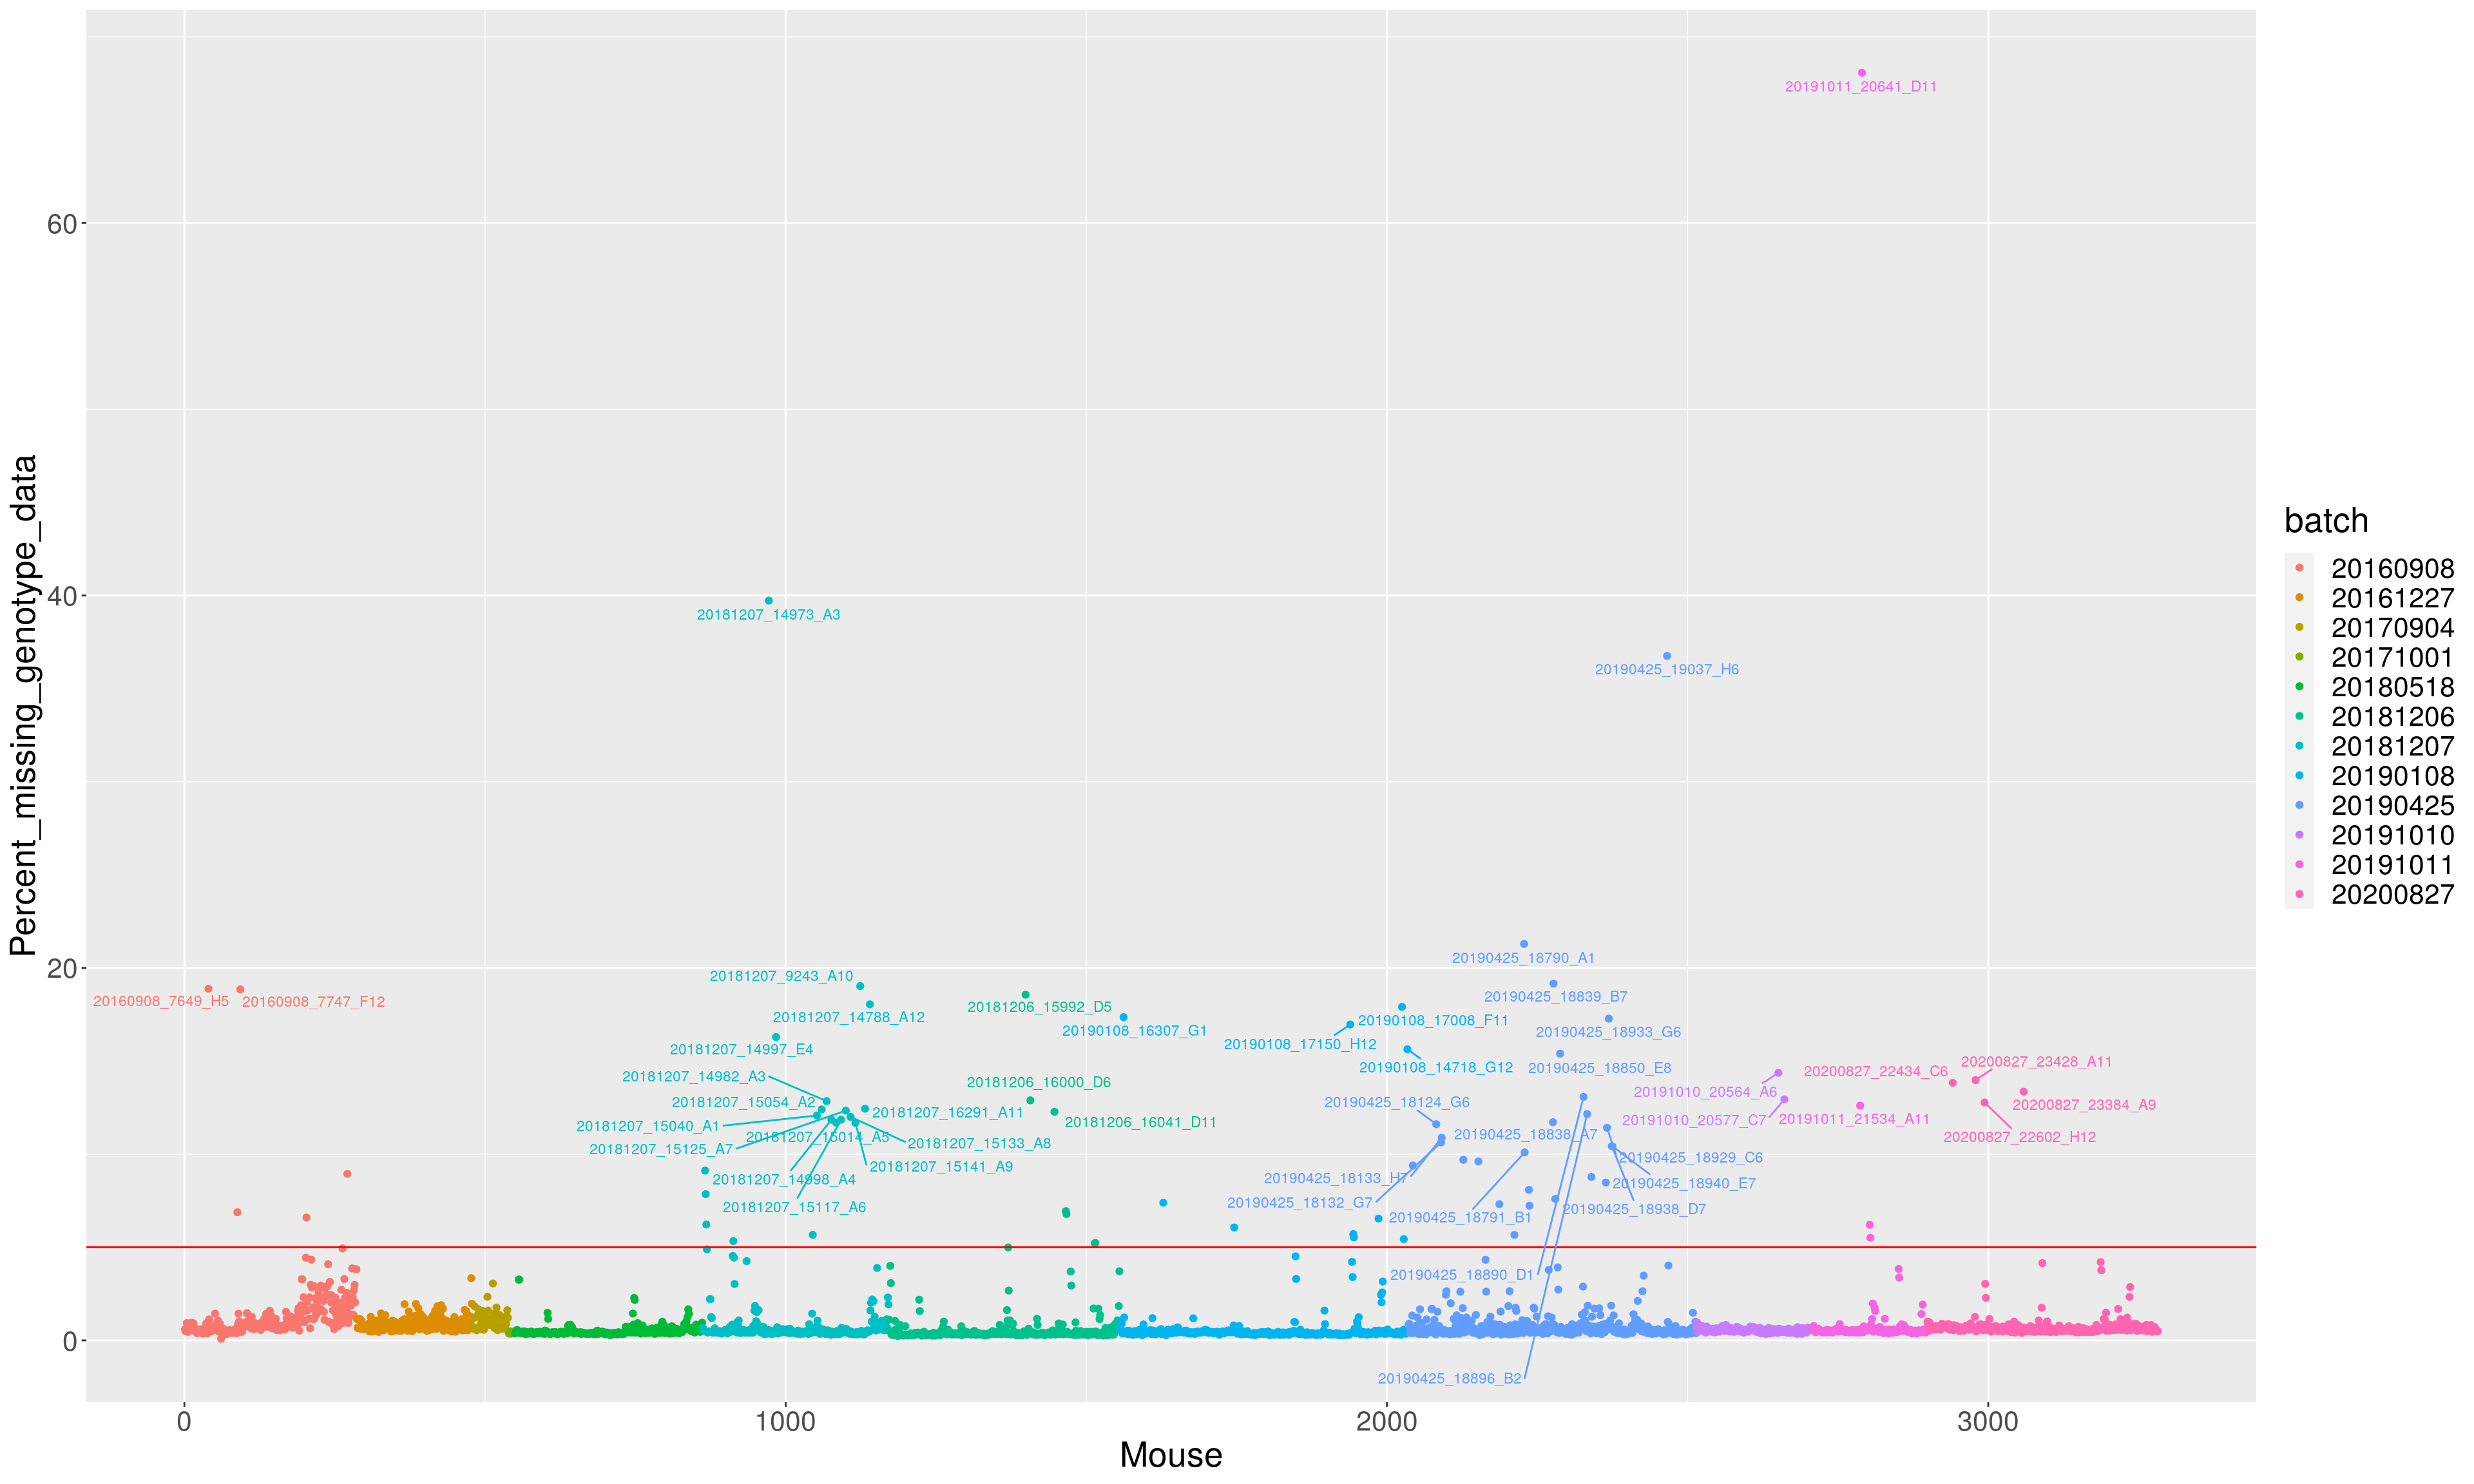 Percent_missing_genotype_data
60
40
20
0
20191011_20641_D11
20181207_14973_A3
20190425_19037_H6
20190425_18790_A1
20181207_9243_A10
20160908_7649_H5
20160908_7747_F12
20190425_18839_B7
20181206_15992_D5
20181207_14788_A12
20190108_17008_F11
20190108_16307_G1
20190425_18933_G6
20190108_17150_H12
20181207_14997_E4
20200827_23428_A11
20190108_14718_G12
20190425_18850_E8
20200827_22434_C6
20181207_14982_A3
20181206_16000_D6
20191010_20564_A6
20181207_15054_A2
20190425_18124_G6
20200827_23384_A9
20181207_16291_A11
20191010_20577_C7
20191011_21534_A11
20181206_16041_D11
20181207_15040_A1
20190425_18838_A7
20181207_15014_A5
20200827_22602_H12
20181207_15133_A8
20181207_15125_A7
20190425_18929_C6
20181207_15141_A9
20181207_14998_A4
20190425_18133_H7
20190425_18940_E7
20190425_18132_G7
20181207_15117_A6
20190425_18938_D7
20190425_18791_B1
20190425_18890_D1
20190425_18896_B2
0
1000
2000
3000
Mouse
batch
20160908
20161227
20170904
20171001
20180518
20181206
20181207
20190108
20190425
20191010
20191011
20200827